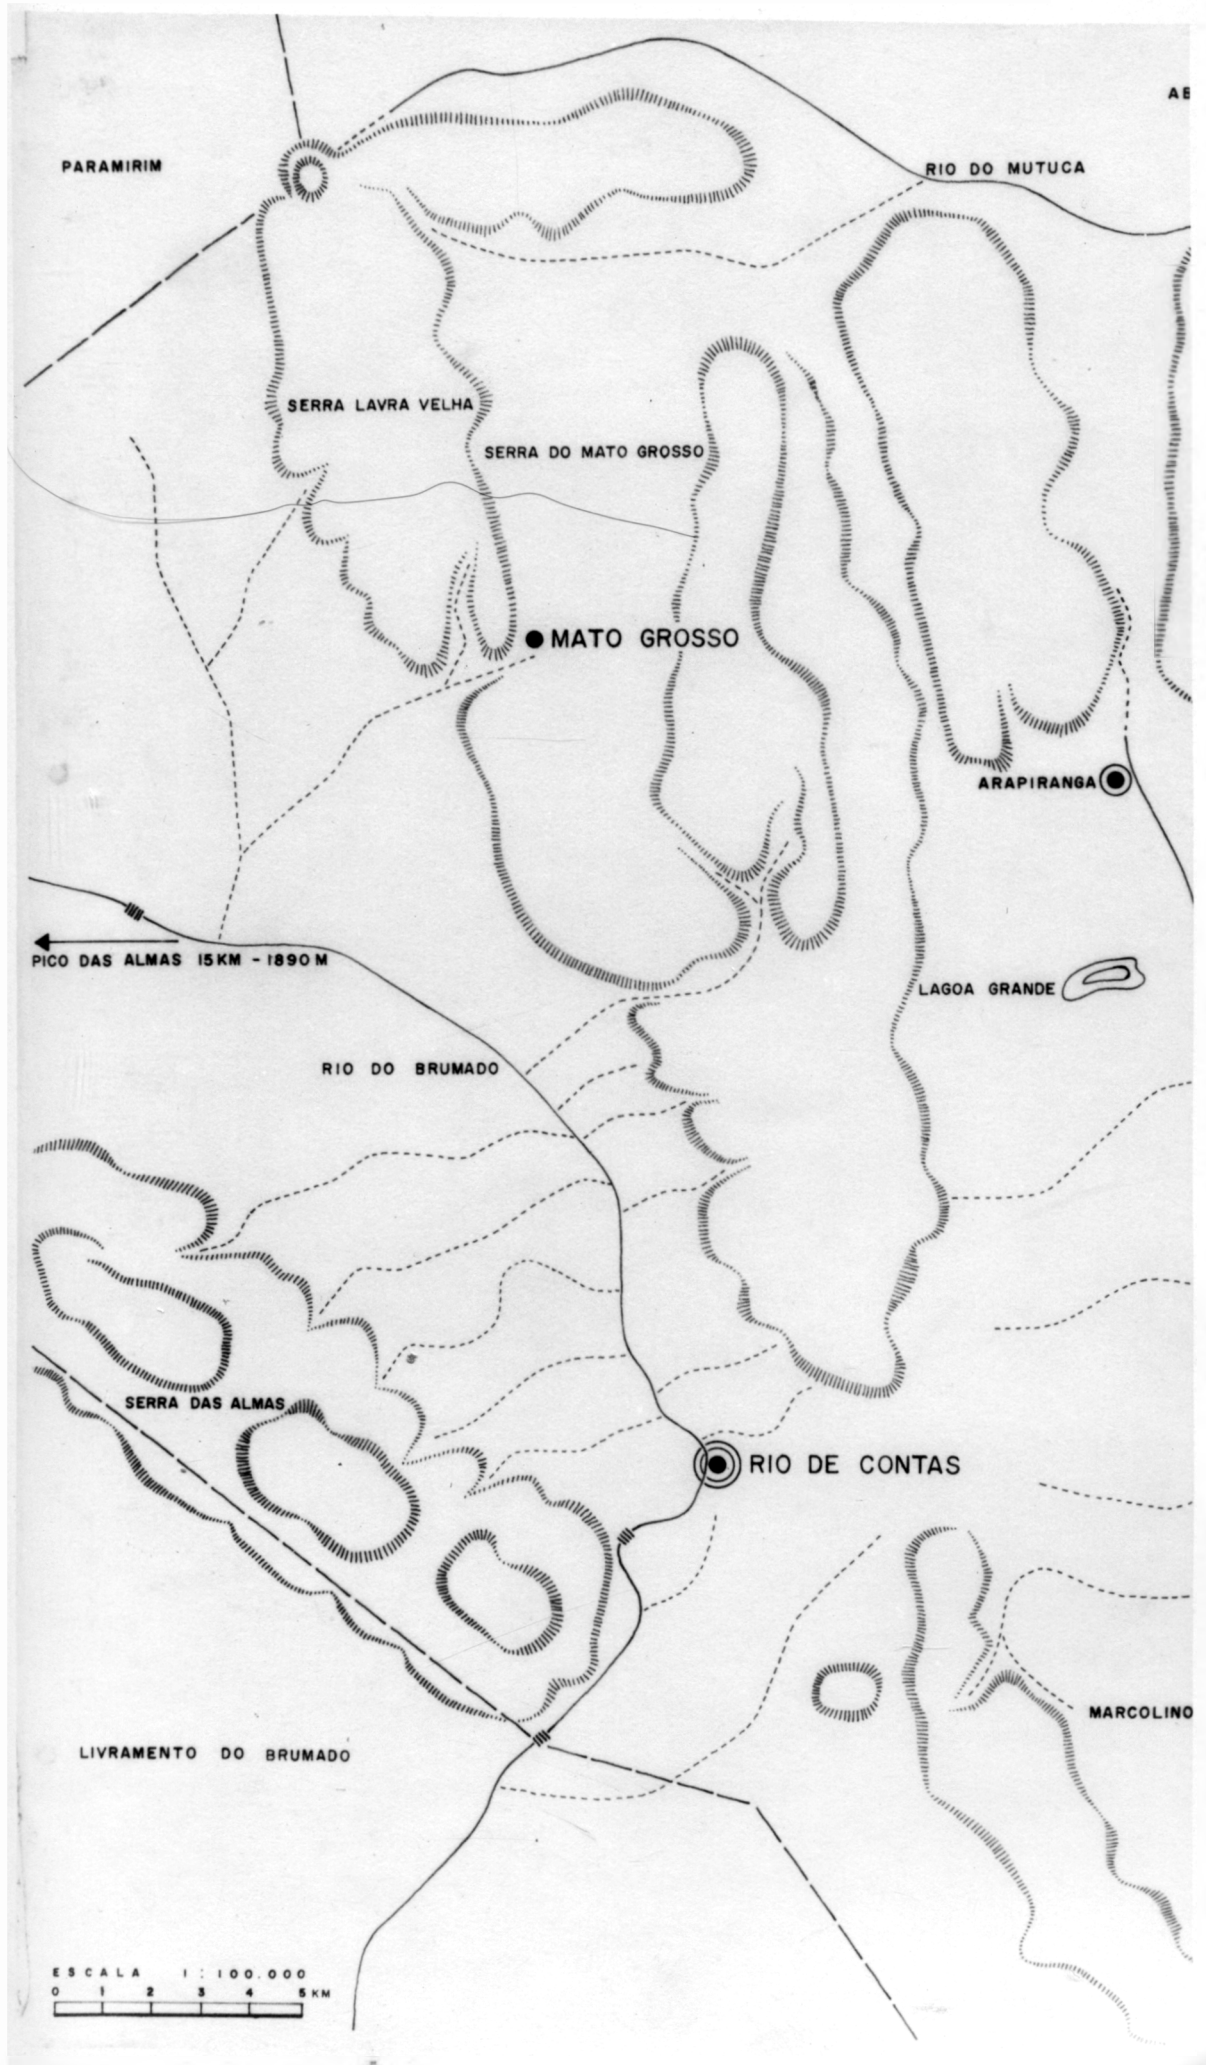 AB
PARAMIRIM
RIO DO MUTUCA
SERRA LAVRA VELHA
SERRA DO MATO GROSSO
MATO GROSSO
ARAPIRANGA
PICO DAS ALMAS 15KM - 1890M
LAGOA GRANDE
RIO DO BRUMADO
SERRA DAS ALMAS
RIO DE CONTAS
MARCOLINO
LIVRAMENTO DO BRUMADO
ESCALA 1:100.000
0 1 2 3 4 5 KM